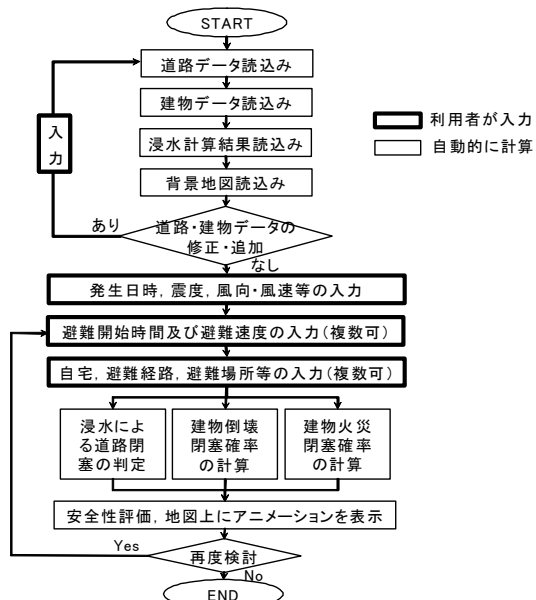 START
道路データ読込み
建物データ読込み
浸水計算結果読込み
背景地図読込み
入
力
利用者が入力
自動的に計算
あり
道路・建物データの
修正・追加
なし
発生日時, 震度, 風向・風速等の入力
避難開始時間及び避難速度の入力(複数可)
自宅, 避難経路, 避難場所等の入力(複数可)
浸水によ
る道路閉
塞の判定
建物倒壊
閉塞確率
の計算
建物火災
閉塞確率
の計算
安全性評価, 地図上にアニメーションを表示
Yes
再度検討
No
END